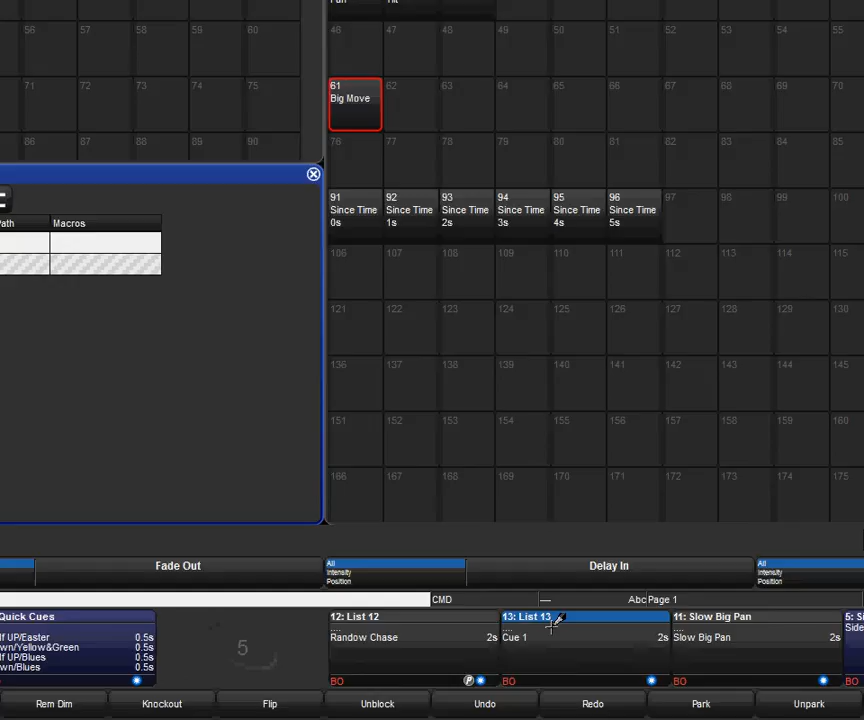 Pan Tilt
56 57 58 59 60 46 47 48 49 50 51 52 53 54 55
71 72 73 74 75 61 62 63 64 65 66 67 68 69 70
Big Move
86 87 88 89 90 76 77 78 79 80 81 82 83 84 85
91 92 93 94 95 96 97 98 99 100
Since Time Since Time Since Time Since Time Since Time Since Time
0s 1s 2s 3s 4s 5s
ath Macros
106 107 108 109 110 111 112 113 114 115
121 122 123 124 125 126 127 128 129 130
136 137 138 139 140 141 142 143 144 145
151 152 153 154 155 156 157 158 159 160
166 167 168 169 170 171 172 173 174 175
Fade Out All Delay In All
Intensity Intensity
Position Position
CMD .... Abc Page 1
Quick Cues 12: List 12 13: List 13 11: Slow Big Pan 5: Si
.... .... .... Side
If UP/Easter 0.5s Randow Chase 2s Cue 1 2s Slow Big Pan 2s
wn/Yellow&Green 0.5s
If UP/Blues 0.5s
wn/Blues 0.5s
5
BO P BO BO BO
Rem Dim Knockout Flip Unblock Undo Redo Park Unpark